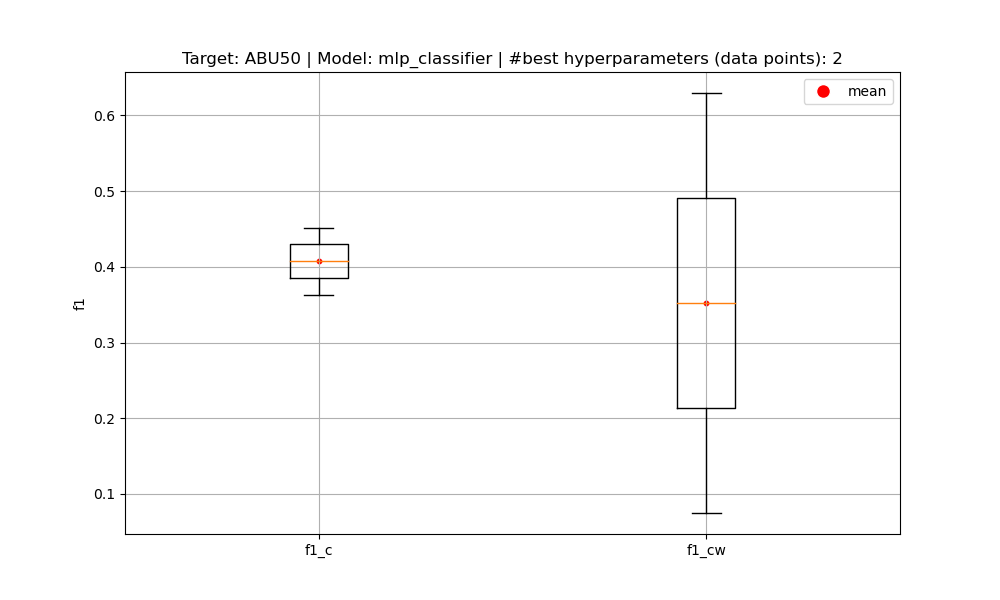 Target: ABU50 | Model: mlp_classifier | #best hyperparameters (data points): 2
mean
0.6
0.5
0.4
0.3
0.2
0.1
f1
f1_c
f1_cw